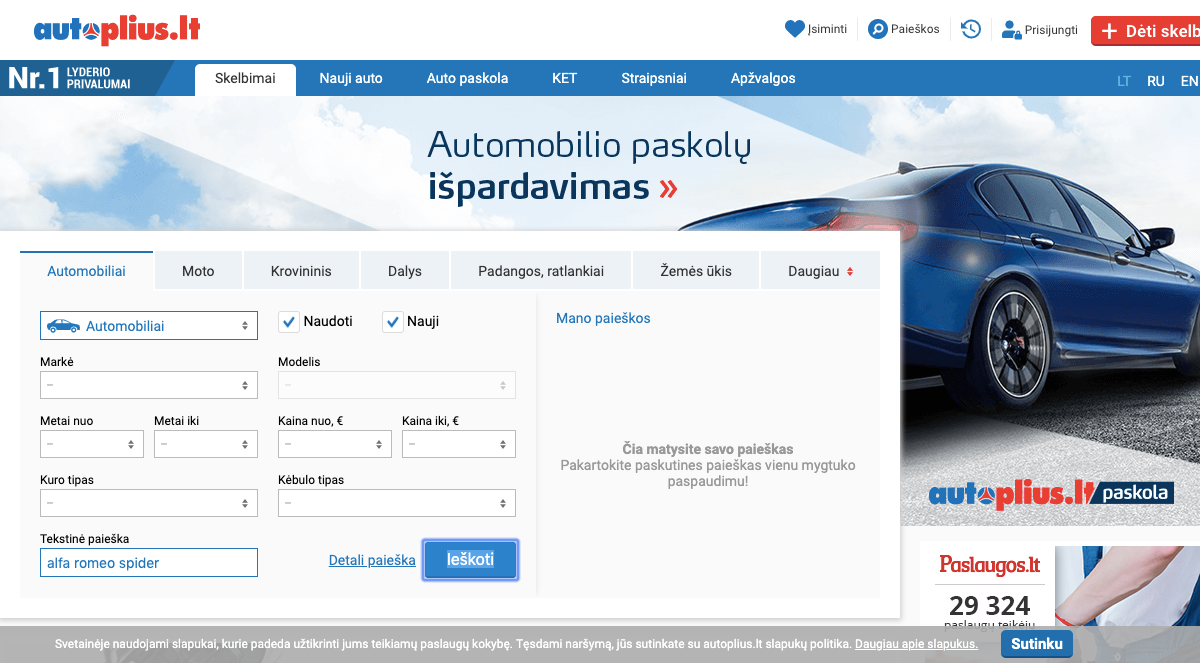 autoplius.lt
Įsiminti
Paieškos
Prisijungti
Dėti skelb
Nr.1 LYDERIO
PRIVALUMAI
Skelbimai
Nauji auto
Auto paskola
KET
Straipsniai
Apžvalgos
LT RU EN
Automobilio paskolų
išpardavimas »
Automobiliai
Moto
Krovininis
Dalys
Padangos, ratlankiai
Žemės ūkis
Daugiau
Automobiliai
Naudoti
Nauji
Mano paieškos
Markė
Modelis
–
–
Metai nuo
Metai iki
Kaina nuo, €
Kaina iki, €
–
–
–
–
Čia matysite savo paieškas
Pakartokite paskutines paieškas vienu mygtuko
paspaudimu!
Kuro tipas
Kėbulo tipas
–
–
autoplius.lt paskola
Tekstinė paieška
alfa romeo spider
Detali paieška
Ieškoti
Paslaugos.lt
29 324
paslaugų teikėjų
Svetainėje naudojami slapukai, kurie padeda užtikrinti jums teikiamų paslaugų kokybę. Tęsdami naršymą, jūs sutinkate su autoplius.lt slapukų politika. Daugiau apie slapukus.
Sutinku